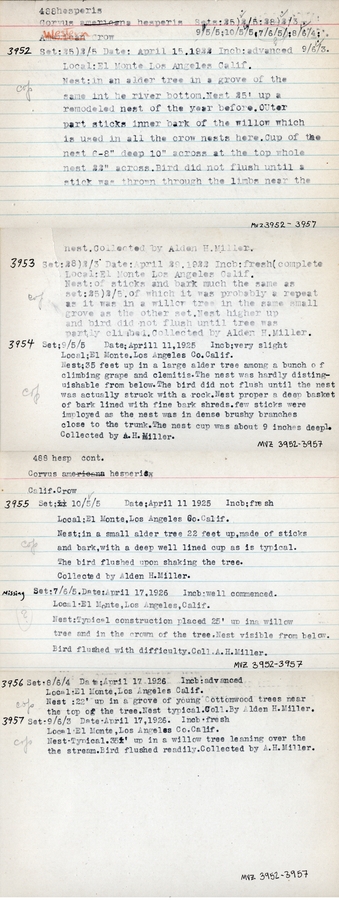 488hesperis
Corvus americana hesperis Sets:25)2/5:28)2/3.
Western Crow 9/5/5:10/5/5:7/6/5/:8/6/4/:
9/6/3.
3952 Set:25)2/5 Date: April 15,1922 Incb:advanced
cop
Local:El Monte Los Angeles Calif.
Nest:in an alder tree in a grove of the
same int he river bottom.Nest 25' up a
remodeled nest of the year before.OUter
part sticks inner bark of the willow which
is used in all the crow nests here.Cup of the
nest 6-8" deep 10" across at the top whole
nest 22" across.Bird did not flush until a
stick was thrown through the limbs near the
MVZ 3952-3957
nest.Collected by Alden H.Miller.
3953 Set:28)2/3 Date:April 29,1922 Incb:fresh(complete
Local:El Monte Los Angeles Calif.
Nest:of sticks and bark much the same as
set:25)2/5,of which it was probably a repeat
as it was in a willow tree in the same small
grove as the other set.Nest higher up
and bird did not flush until tree was
partly climbed.Collected by Alden H.Miller.
3954 Set:9/5/5 Date:April 11,1925 Incb:very slight
Local:El Monte,Los Angeles Co.Calif.
Nest:35 feet up in a large alder tree among a bunch of
climbing grape and clemitis.The nest was hardly disting-
uishable from below.The bird did not flush until the nest
was actually struck with a rock.Nest proper a deep basket
cop
of bark lined with fine bark shreds.few sticks were
imployed as the nest was in dense brushy branches
close to the trunk.The nest cup was about 9 inches deepl.
Collected by A.H.Miller.
MVZ 3952-3957
488 hesp cont.
Corvus americana hesperis
Calif.Crow
3955 Set: 10/5/5 Date:April 11 1925 Incb:fresh
Local:El Monte,Los Angeles Co.Calif.
Nest:in a small alder tree 22 feet up,made of sticks
cop
and bark,with a deep well lined cup as is typical.
The bird flushed upon shaking the tree.
Collected by Alden H.Miller.
Missing Set:7/6/5.Date:April 17,1926 Incb:well commenced.
Local:El Monte,Los Angeles,Calif.
Nest:Typical construction placed 25' up ina willow
tree and in the crown of the tree.Nest visible from below.
Bird flushed with difficulty.Coll.A.H.Miller.
MVZ 3952-3957
3956 Set:8/6/4 Date:April 17,1926. Incb:advanced
Local:El Monte,Los Angeles Calif.
cop
Nest :22' up in a grove of young Cottonwood trees near
the top of the tree.Nest typical.Coll.By Alden H.Miller.
3957 Set:9/6/3 Date:April 17,1926. Incb:fresh
Local:El Monte,Los Angeles Co.Calif.
cop
Nest:Typical.35' up in a willow tree leaning over the
the stream.Bird flushed readily.Collected by A.H.Miller.
MVZ 3952-3957